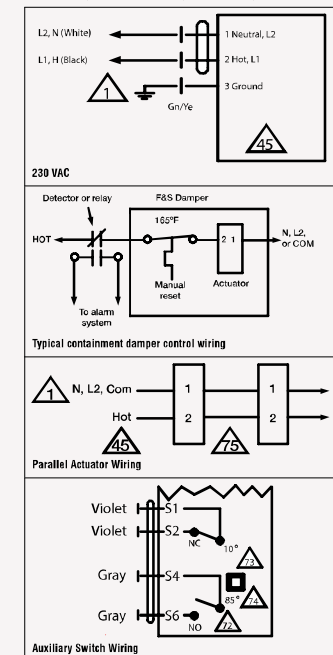 L2, N (White)
1 Neutral, L2
L1, H (Black)
2 Hot, L1
1
3 Ground
Gn/Ye
45
230 VAC
Detector or relay
F&S Damper
165°F
HOT
2 1
N, L2,
or COM
Manual
reset
Actuator
To alarm
system
Typical containment damper control wiring
1
N, L2, Com
1
1
Hot
2
2
45
75
Parallel Actuator Wiring
Violet
S1
Violet
S2
NC
10°
73
Gray
S4
85°
74
Gray
S6
NO
72
Auxiliary Switch Wiring